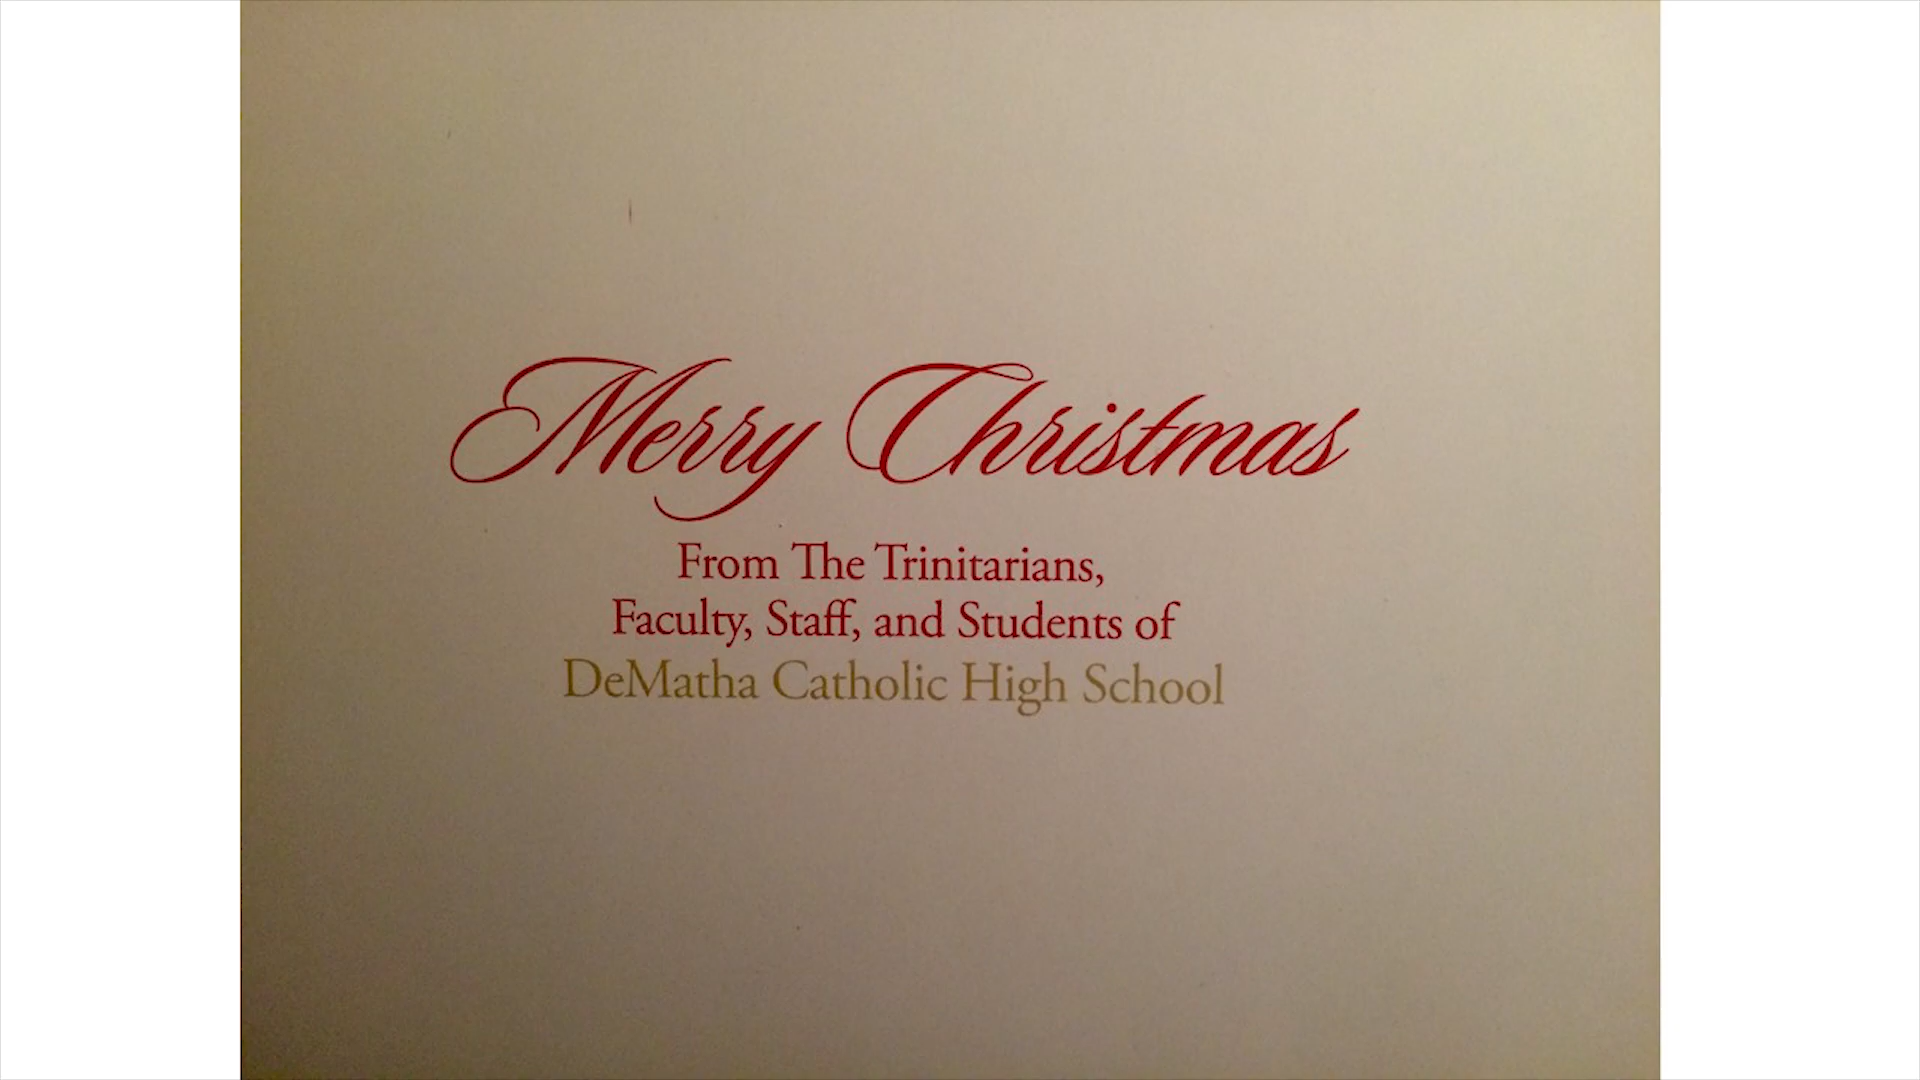 Merry Christmas
From The Trinitarians,
Faculty, Staff, and Students of
DeMatha Catholic High School